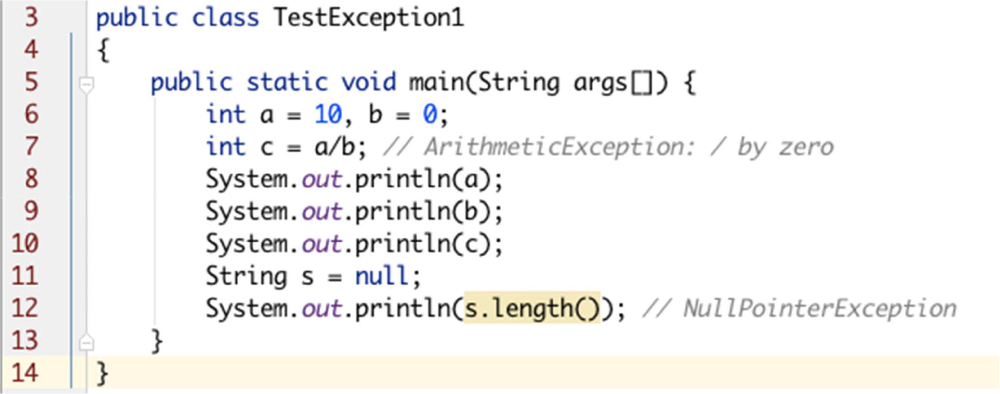 3 public class TestException1
4 {
5     public static void main(String args[]) {
6         int a = 10, b = 0;
7         int c = a/b; // ArithmeticException: / by zero
8         System.out.println(a);
9         System.out.println(b);
10         System.out.println(c);
11         String s = null;
12         System.out.println(s.length()); // NullPointerException
13     }
14 }